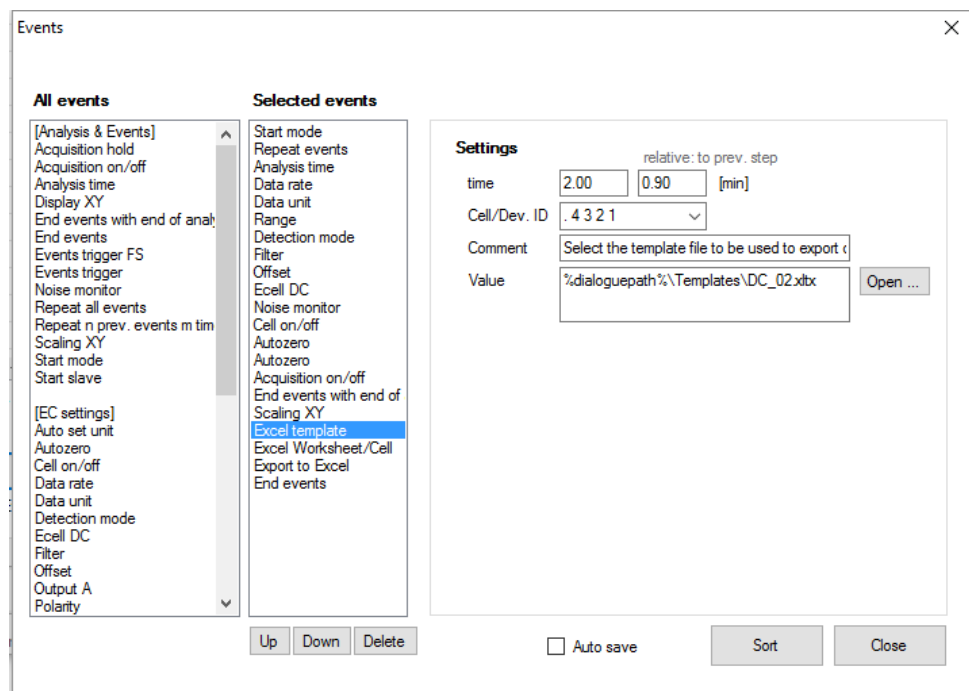 Events
All events
[Analysis & Events]
Acquisition hold
Acquisition on/off
Analysis time
Display XY
End events with end of analy
End events
Events trigger FS
Events trigger
Noise monitor
Repeat all events
Repeat n prev. events m tim
Scaling XY
Start mode
Start slave
[EC settings]
Auto set unit
Autozero
Cell on/off
Data rate
Data unit
Detection mode
Ecell DC
Filter
Offset
Output A
Polarity
Selected events
Start mode
Repeat events
Analysis time
Data rate
Data unit
Range
Detection mode
Filter
Offset
Ecell DC
Noise monitor
Cell on/off
Autozero
Autozero
Acquisition on/off
End events with end of
Scaling XY
Excel template
Excel Worksheet/Cell
Export to Excel
End events
Up Down Delete
Settings
relative: to prev. step
time 2.00 0.90 [min]
Cell/Dev. ID . 4 3 2 1
Comment Select the template file to be used to export
Value %dialoguepath%\Templates\DC_02.xltx Open ...
Auto save Sort Close